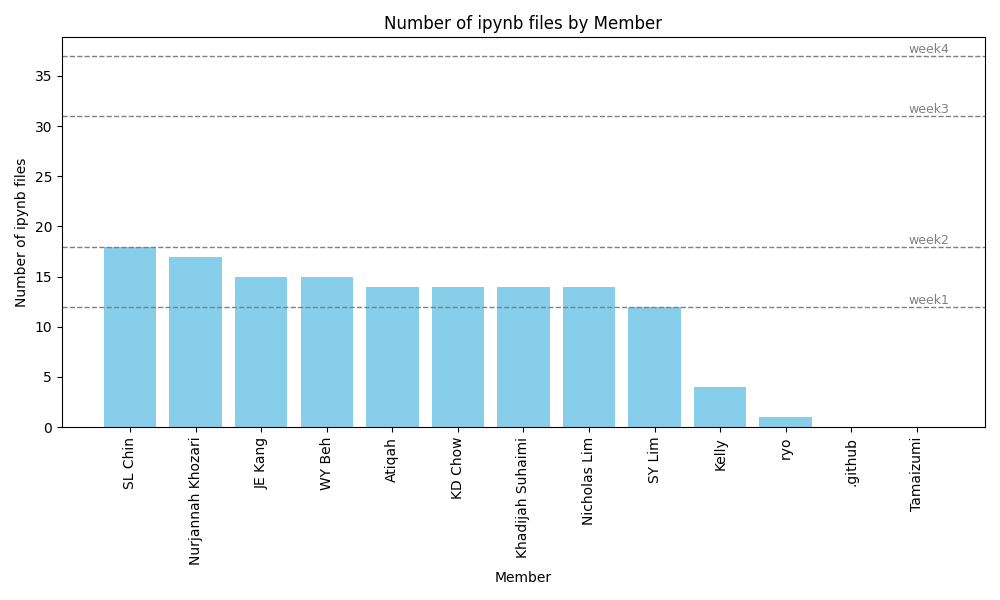 Number of ipynb files by Member
Number of ipynb files
35
30
25
20
15
10
5
0
week4
week3
week2
week1
SL Chin
Nurjannah Khozari
JE Kang
WY Beh
Atiqah
KD Chow
Khadijah Suhaimi
Nicholas Lim
SY Lim
Kelly
ryo
.github
Tamaizumi
Member